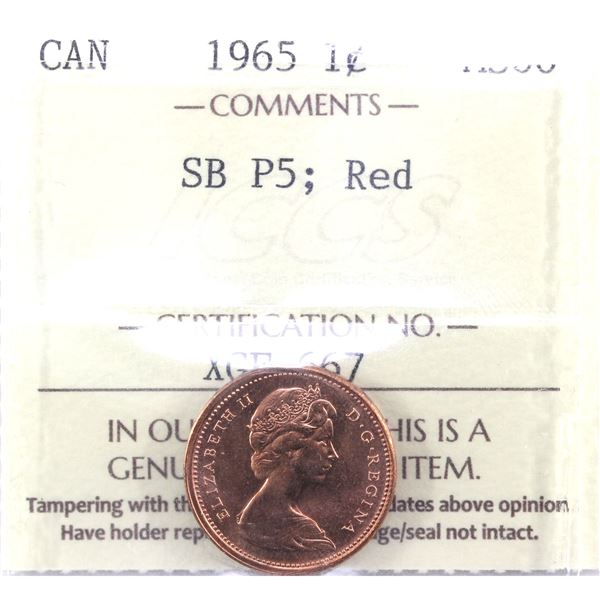 CAN 1965 1¢
— COMMENTS —
SB P5; Red
ICCS
— CERTIFICATION NO. —
IN OU HIS IS A
GENU ITEM.
Tampering with th dates above opinion
Have holder rep ge/seal not intact.
ELIZABETH II D·G·REGINA